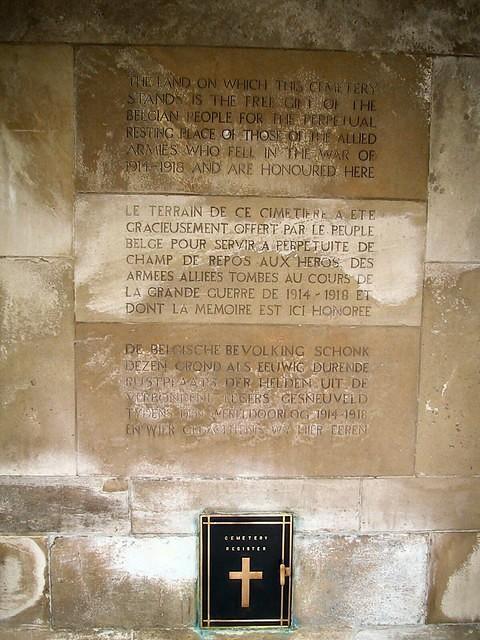 THE LAND ON WHICH THIS CEMETERY
STANDS IS THE FREE GIFT OF THE
BELGIAN PEOPLE FOR THE PERPETUAL
RESTING PLACE OF THOSE OF THE ALLIED
ARMIES WHO FELL IN THE WAR OF
1914-1918 AND ARE HONOURED HERE
LE TERRAIN DE CE CIMETIERE A ETE
GRACIEUSEMENT OFFERT PAR LE PEUPLE
BELGE POUR SERVIR A PERPETUITE DE
CHAMP DE REPOS AUX HEROS DES
ARMEES ALLIEES TOMBES AU COURS DE
LA GRANDE GUERRE DE 1914-1918 ET
DONT LA MEMOIRE EST ICI HONOREE
DE BELGISCHE BEVOLKING SCHONK
DEZEN GROND ALS EEUWIG DURENDE
RUSTPLAATS DER HELDEN UIT DE
VERBONDENE LEGERS GESNEUVELD
TYDENS DEN WERELDOORLOG 1914-1918
EN WIER GEDACHTENIS WY HIER EEREN
CEMETERY
REGISTER